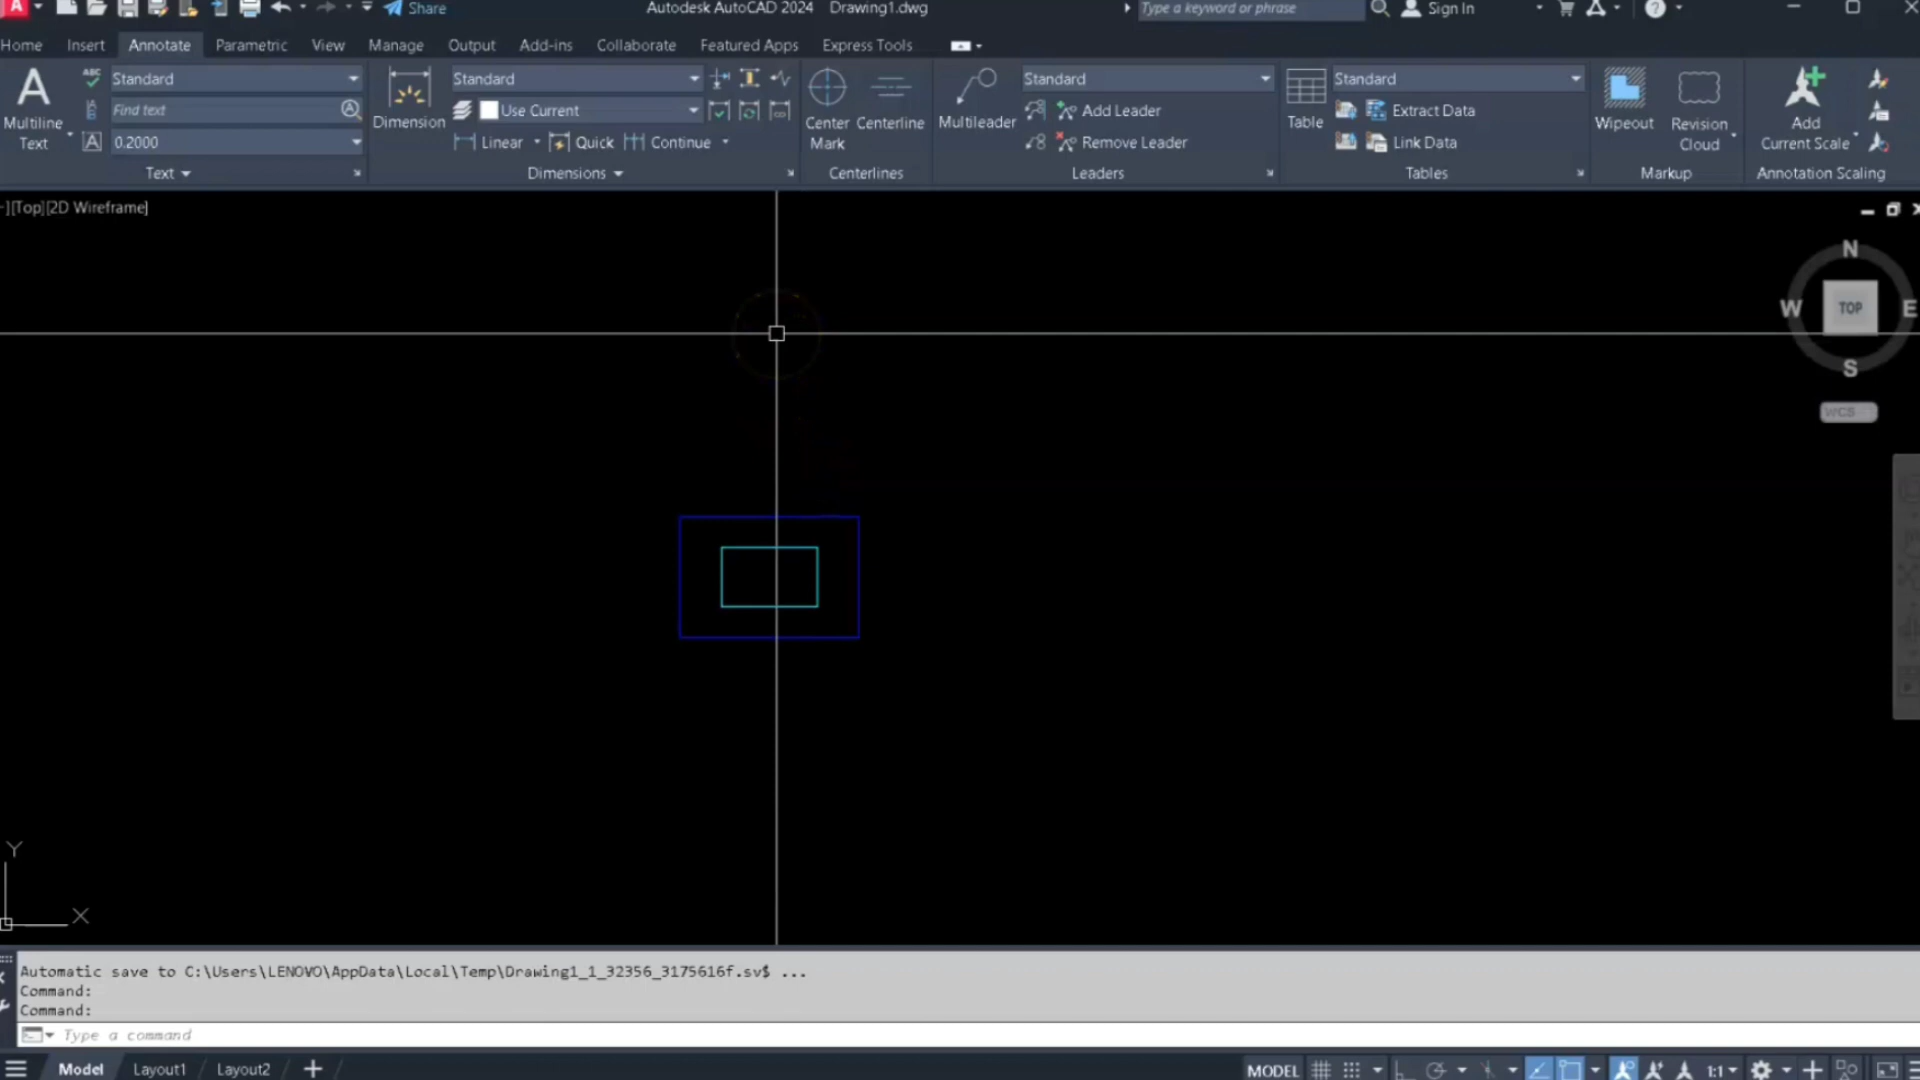 Share Autodesk AutoCAD 2024 Drawing1.dwg Type a keyword or phrase Sign In
Home Insert Annotate Parametric View Manage Output Add-ins Collaborate Featured Apps Express Tools
Multiline Text
Standard
Find text
0.2000
Text
Dimension
Standard
Use Current
Linear Quick Continue
Dimensions
Center Mark
Centerline
Centerlines
Multileader
Standard
Add Leader
Remove Leader
Leaders
Table
Standard
Extract Data
Link Data
Tables
Wipeout
Revision Cloud
Markup
Add Current Scale
Annotation Scaling
[Top][2D Wireframe]
N
W TOP E
S
WCS
Y
X
Automatic save to C:\Users\LENOVO\AppData\Local\Temp\Drawing1_1_32356_3175616f.sv$ ...
Command:
Command:
Type a command
Model Layout1 Layout2 MODEL 1:1